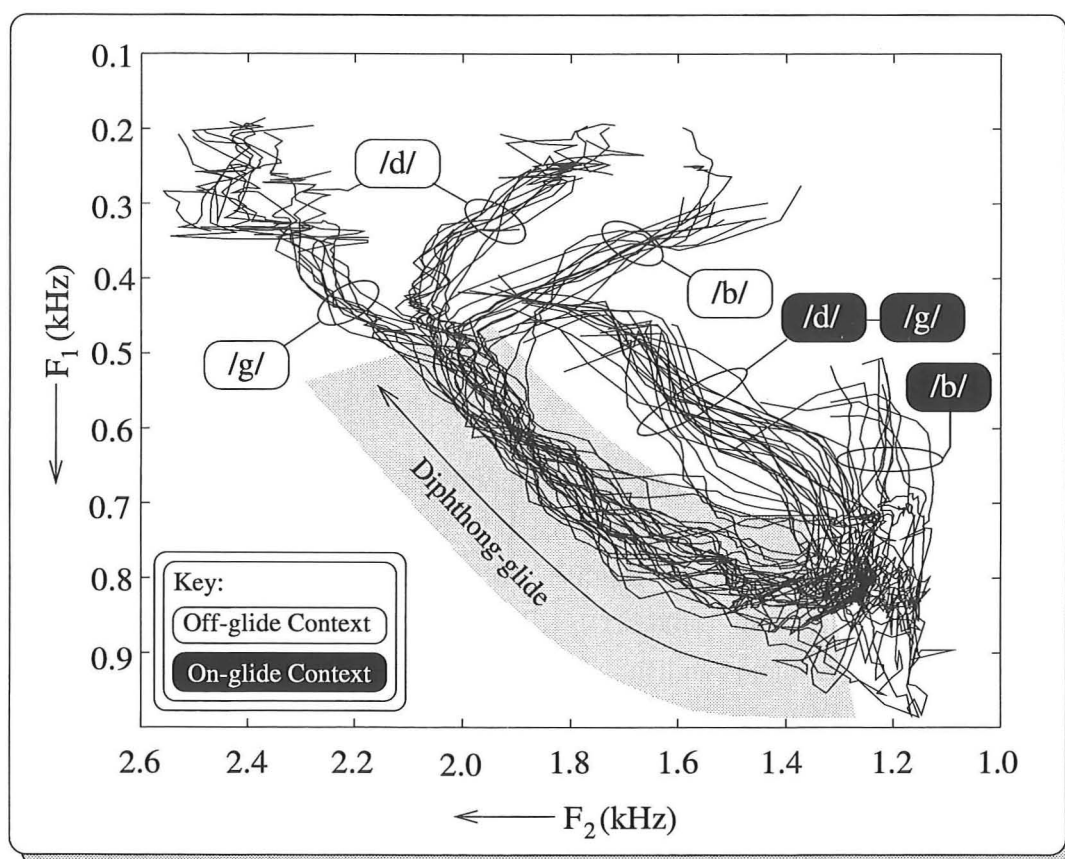 0.1
0.2
0.3
0.4
0.5
0.6
0.7
0.8
0.9
F1 (kHz)
/d/
/g/
/b/
/d/ /g/
/b/
Diphthong-glide
Key:
Off-glide Context
On-glide Context
2.6 2.4 2.2 2.0 1.8 1.6 1.4 1.2 1.0
F2 (kHz)